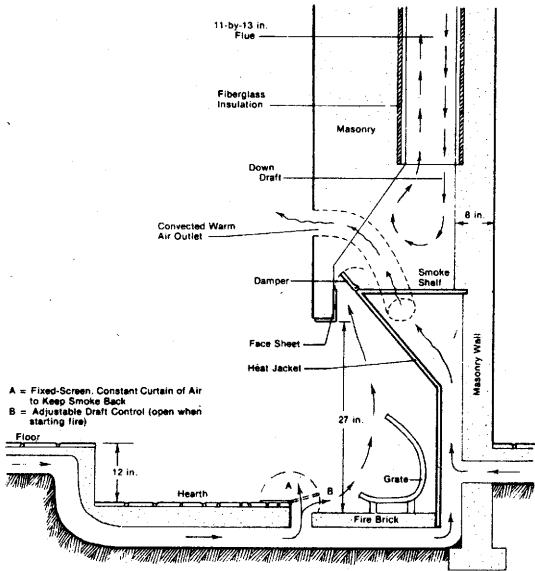 11-by-13 in.
Flue
Fiberglass
Insulation
Masonry
Down
Draft
8 in.
Convected Warm
Air Outlet
Smoke
Shelf
Damper
Face Sheet
Heat Jacket
Masonry Wall
A = Fixed-Screen. Constant Curtain of Air
to Keep Smoke Back
B = Adjustable Draft Control (open when
starting fire)
27 in.
Floor
12 in.
A
B
Grate
Hearth
Fire Brick